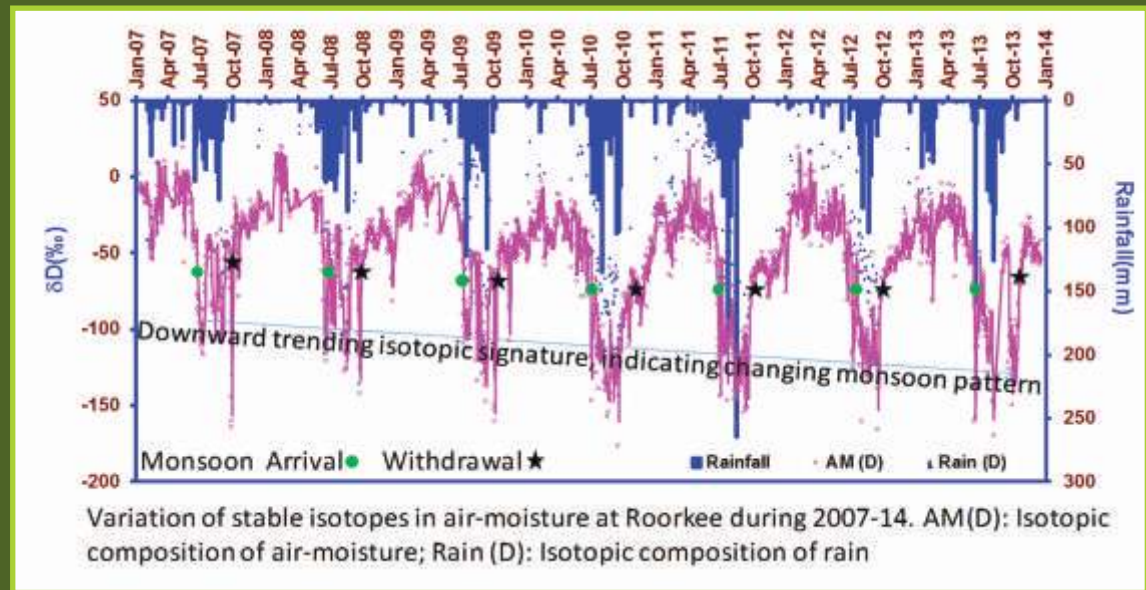 Jan-07 Apr-07 Jul-07 Oct-07 Jan-08 Apr-08 Jul-08 Oct-08 Jan-09 Apr-09 Jul-09 Oct-09 Jan-10 Apr-10 Jul-10 Oct-10 Jan-11 Apr-11 Jul-11 Oct-11 Jan-12 Apr-12 Jul-12 Oct-12 Jan-13 Apr-13 Jul-13 Oct-13 Jan-14
50 0
0 50
-50 100
δD(‰) Rainfall(mm)
150
-100 200
Downward trending isotopic signature, indicating changing monsoon pattern
-150 250
Monsoon Arrival Withdrawal Rainfall AM (D) Rain (D)
-200 300
Variation of stable isotopes in air-moisture at Roorkee during 2007-14. AM(D): Isotopic
composition of air-moisture; Rain (D): Isotopic composition of rain